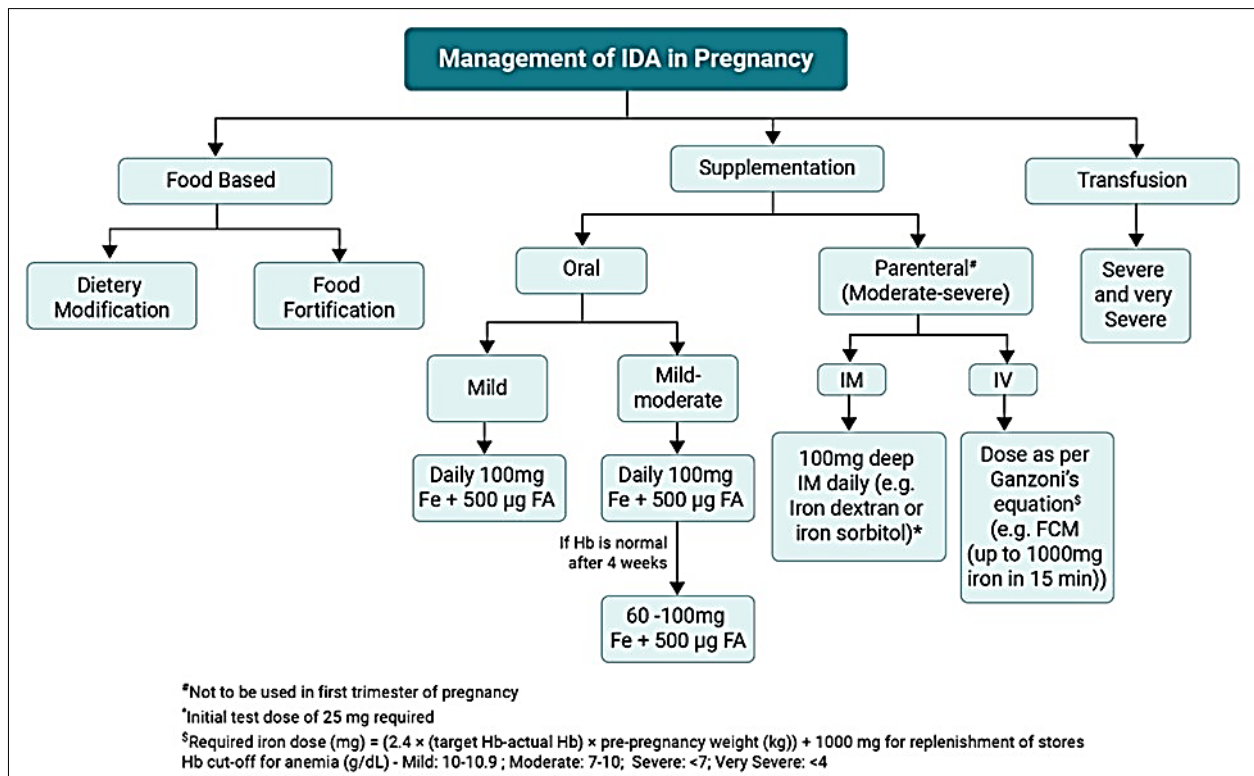 Management of IDA in Pregnancy
Food Based
Supplementation
Transfusion
Dietery
Modification
Food
Fortification
Oral
Parenteral#
(Moderate-severe)
Severe
and very
Severe
Mild
Mild-
moderate
IM
IV
Daily 100mg
Fe + 500 µg FA
Daily 100mg
Fe + 500 µg FA
100mg deep
IM daily (e.g.
Iron dextran or
iron sorbitol)*
Dose as per
Ganzoni's
equation$
(e.g. FCM
(up to 1000mg
iron in 15 min))
If Hb is normal
after 4 weeks
60 -100mg
Fe + 500 µg FA
#Not to be used in first trimester of pregnancy
*Initial test dose of 25 mg required
$Required iron dose (mg) = (2.4 × (target Hb-actual Hb) × pre-pregnancy weight (kg)) + 1000 mg for replenishment of stores
Hb cut-off for anemia (g/dL) - Mild: 10-10.9 ; Moderate: 7-10; Severe: <7; Very Severe: <4